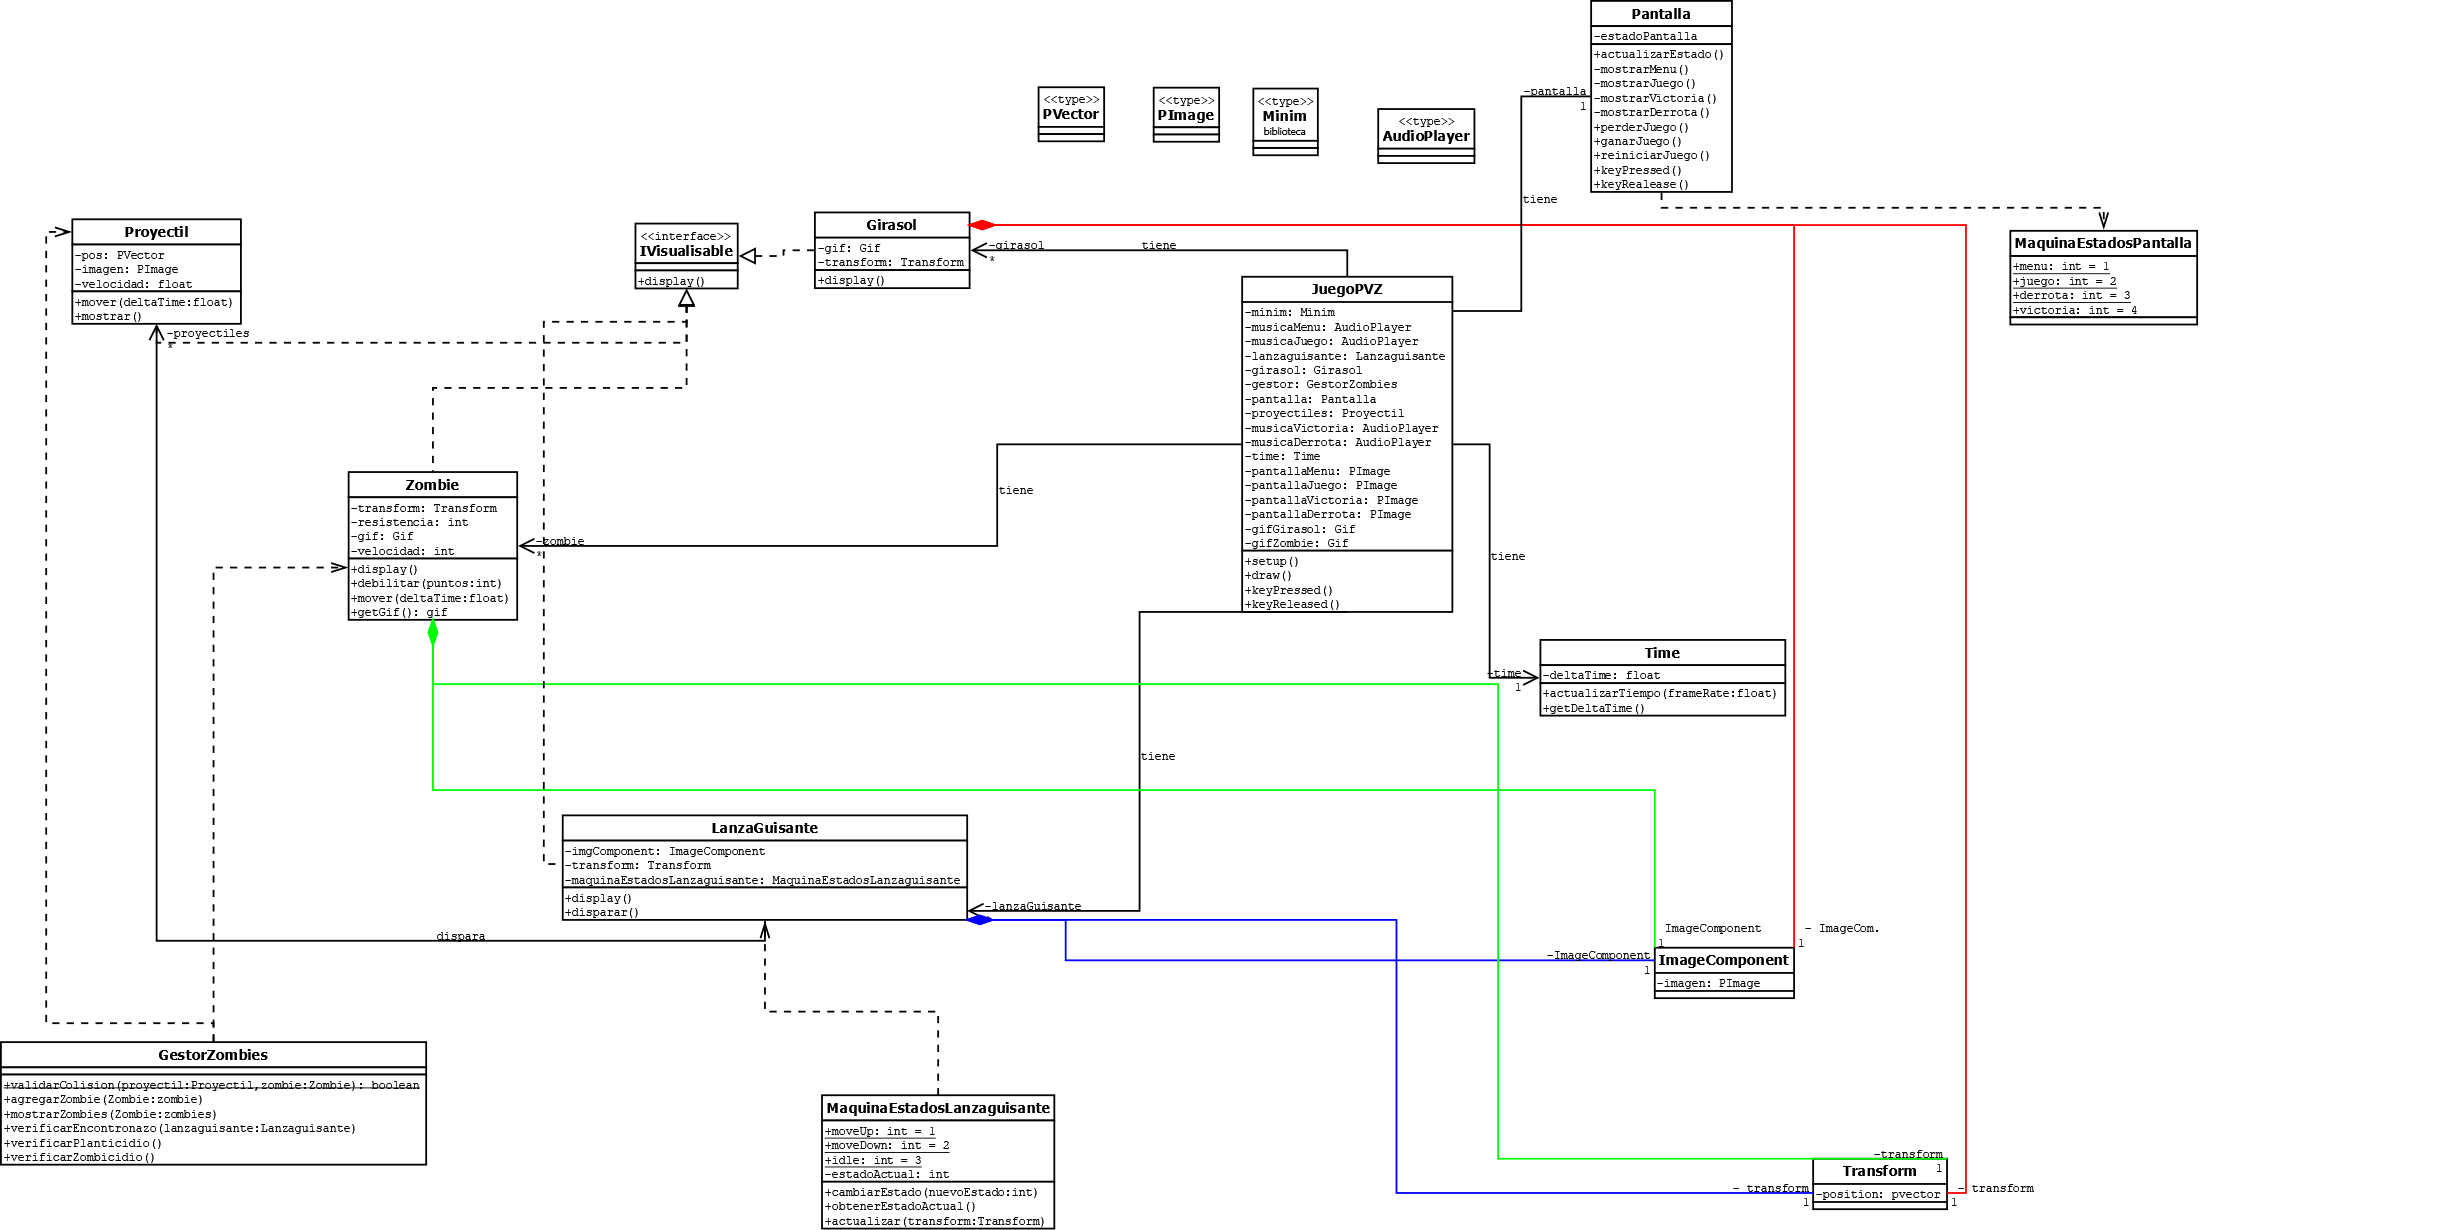 Pantalla
-estadoPantalla
+actualizarEstado()
-mostrarMenu()
-mostrarJuego()
-mostrarVictoria()
-mostrarDerrota()
+perderJuego()
+ganarJuego()
+reiniciarJuego()
+keyPressed()
+keyRealease()
-pantalla
1
tiene
<<type>>
PVector
<<type>>
PImage
<<type>>
Minim
biblioteca
<<type>>
AudioPlayer
Proyectil
-pos: PVector
-imagen: PImage
-velocidad: float
+mover(deltaTime:float)
+mostrar()
-proyectiles
*
<<interface>>
IVisualisable
+display()
Girasol
-gif: Gif
-transform: Transform
+display()
-girasol
*
tiene
MaquinaEstadosPantalla
+menu: int = 1
+juego: int = 2
+derrota: int = 3
+victoria: int = 4
JuegoPVZ
-minim: Minim
-musicaMenu: AudioPlayer
-musicaJuego: AudioPlayer
-lanzaguisante: Lanzaguisante
-girasol: Girasol
-gestor: GestorZombies
-pantalla: Pantalla
-proyectiles: Proyectil
-musicaVictoria: AudioPlayer
-musicaDerrota: AudioPlayer
-time: Time
-pantallaMenu: PImage
-pantallaJuego: PImage
-pantallaVictoria: PImage
-pantallaDerrota: PImage
-gifGirasol: Gif
-gifZombie: Gif
+setup()
+draw()
+keyPressed()
+keyReleased()
Zombie
-transform: Transform
-resistencia: int
-gif: Gif
-velocidad: int
+display()
+debilitar(puntos:int)
+mover(deltaTime:float)
+getGif(): gif
-zombie
*
tiene
tiene
Time
-deltaTime: float
+actualizarTiempo(frameRate:float)
+getDeltaTime()
-time
1
tiene
LanzaGuisante
-imgComponent: ImageComponent
-transform: Transform
-maquinaEstadosLanzaguisante: MaquinaEstadosLanzaguisante
+display()
+disparar()
-lanzaGuisante
dispara
ImageComponent
1
- ImageCom.
1
-ImageComponent
1
ImageComponent
-imagen: PImage
GestorZombies
+validarColision(proyectil:Proyectil,zombie:Zombie): boolean
+agregarZombie(Zombie:zombie)
+mostrarZombies(Zombie:zombies)
+verificarEncontronazo(lanzaguisante:Lanzaguisante)
+verificarPlanticidio()
+verificarZombicidio()
MaquinaEstadosLanzaguisante
+moveUp: int = 1
+moveDown: int = 2
+idle: int = 3
-estadoActual: int
+cambiarEstado(nuevoEstado:int)
+obtenerEstadoActual()
+actualizar(transform:Transform)
-transform
1
Transform
-position: pvector
- transform
1
- transform
1